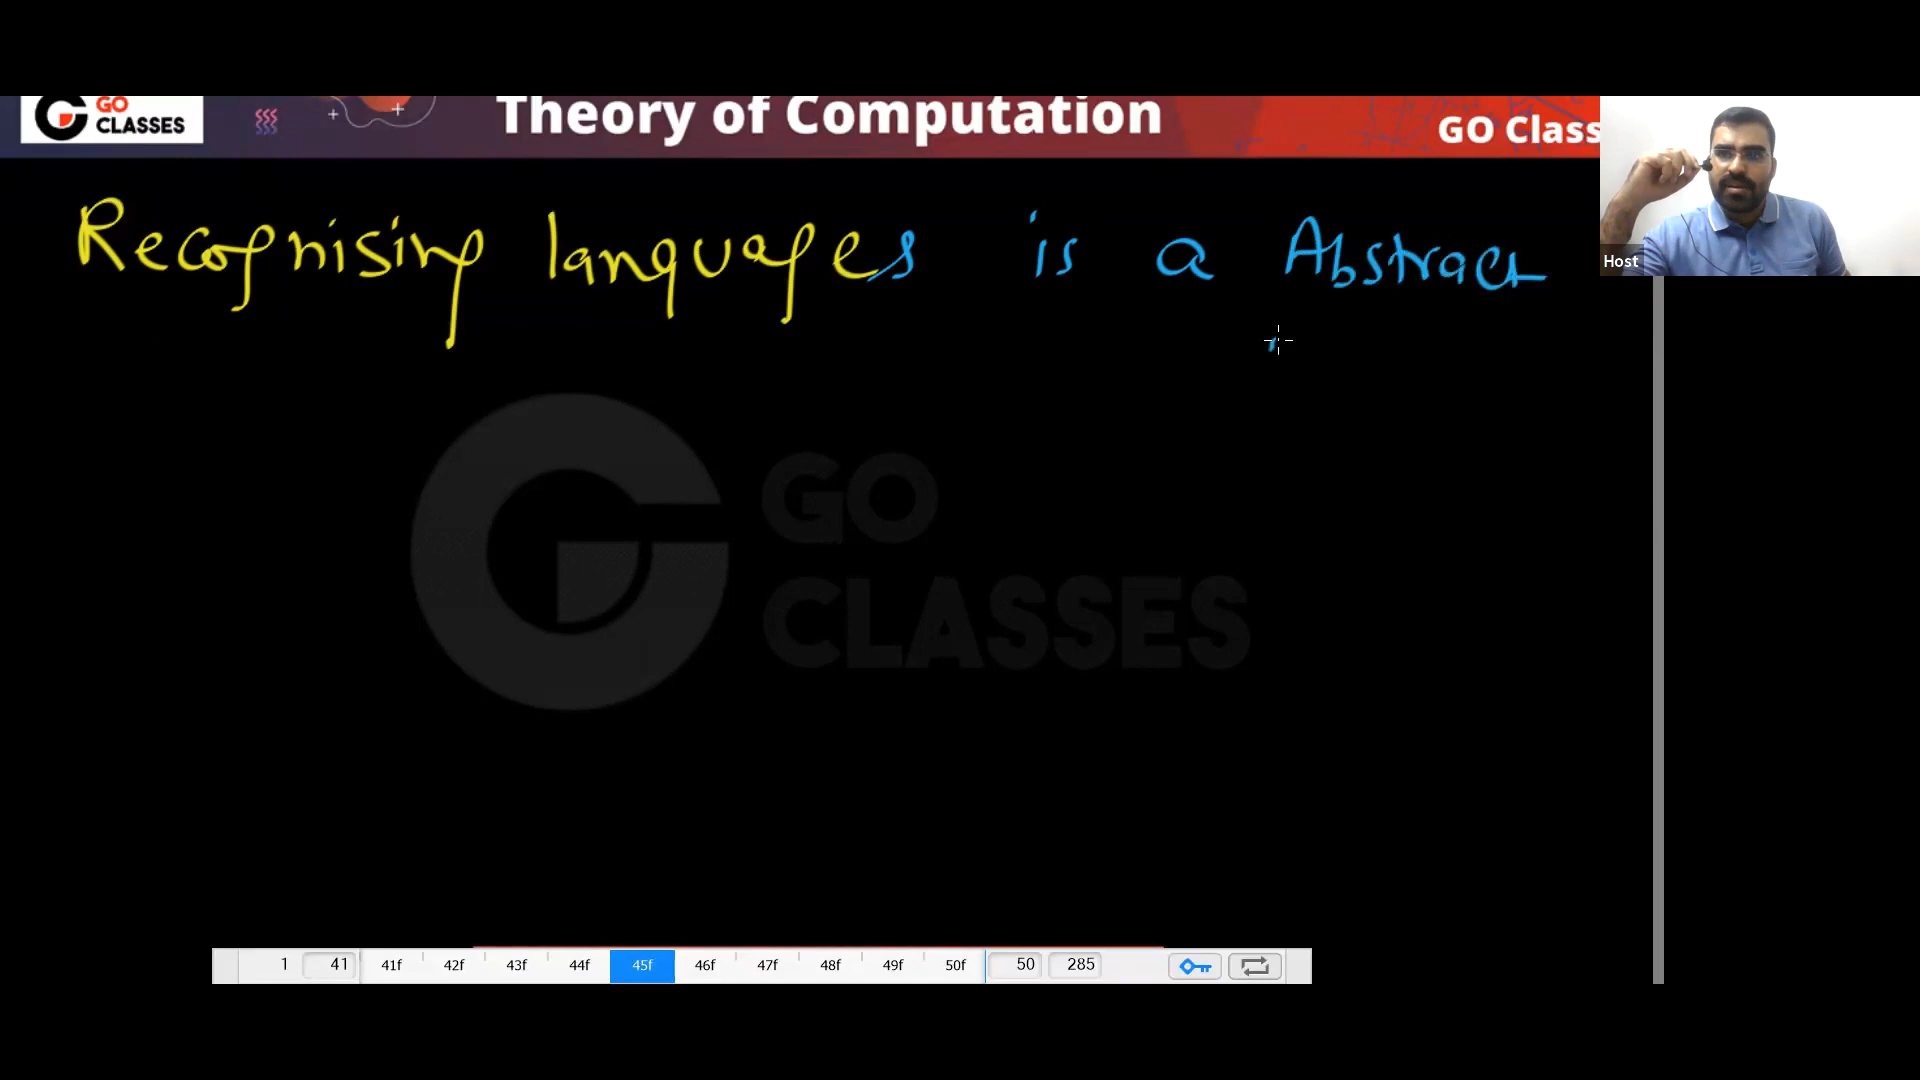 GO CLASSES
Theory of Computation
GO Class
Host
Recognising languages is a Abstract
GO
CLASSES
1 41 41f 42f 43f 44f 45f 46f 47f 48f 49f 50f 50 285